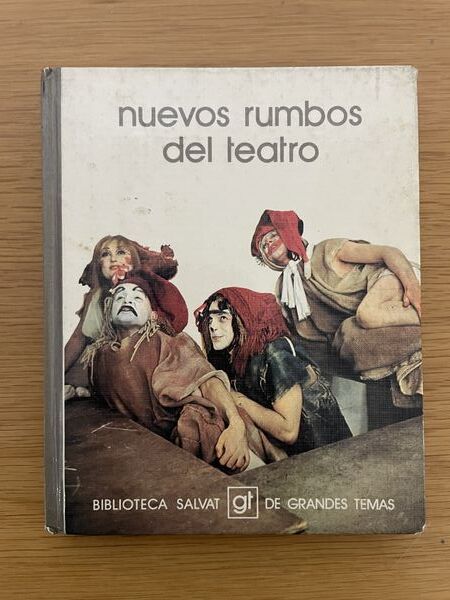 nuevos rumbos
del teatro
BIBLIOTECA SALVAT gt DE GRANDES TEMAS